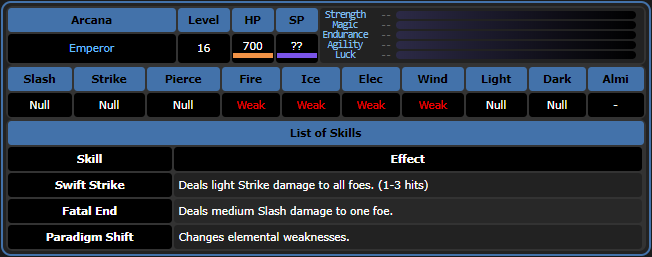 Arcana Level HP SP
Emperor 16 700 ??
Strength --
Magic --
Endurance --
Agility --
Luck --
Slash Strike Pierce Fire Ice Elec Wind Light Dark Almi
Null Null Null Weak Weak Weak Weak Null Null -
List of Skills
Skill Effect
Swift Strike Deals light Strike damage to all foes. (1-3 hits)
Fatal End Deals medium Slash damage to one foe.
Paradigm Shift Changes elemental weaknesses.